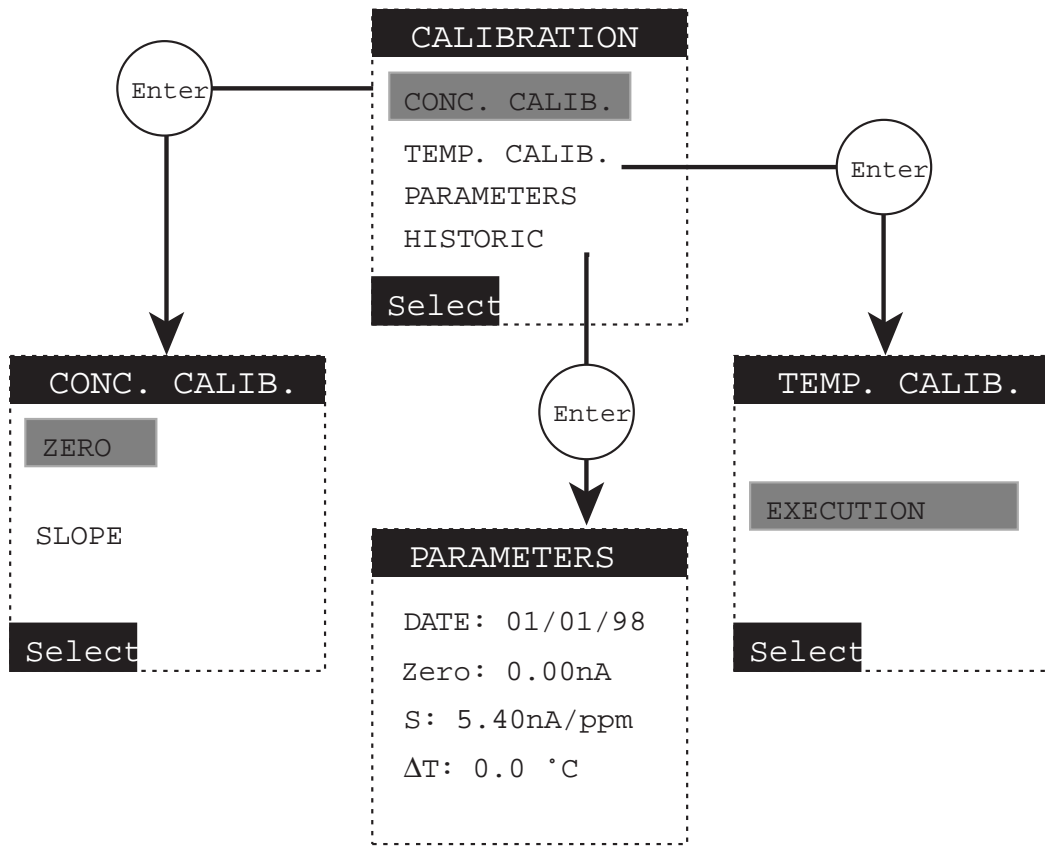 CALIBRATION
Enter
CONC. CALIB.
TEMP. CALIB.
Enter
PARAMETERS
HISTORIC
Select
CONC. CALIB.
ZERO
SLOPE
Select
Enter
PARAMETERS
DATE: 01/01/98
Zero: 0.00nA
S: 5.40nA/ppm
ΔT: 0.0 °C
TEMP. CALIB.
EXECUTION
Select